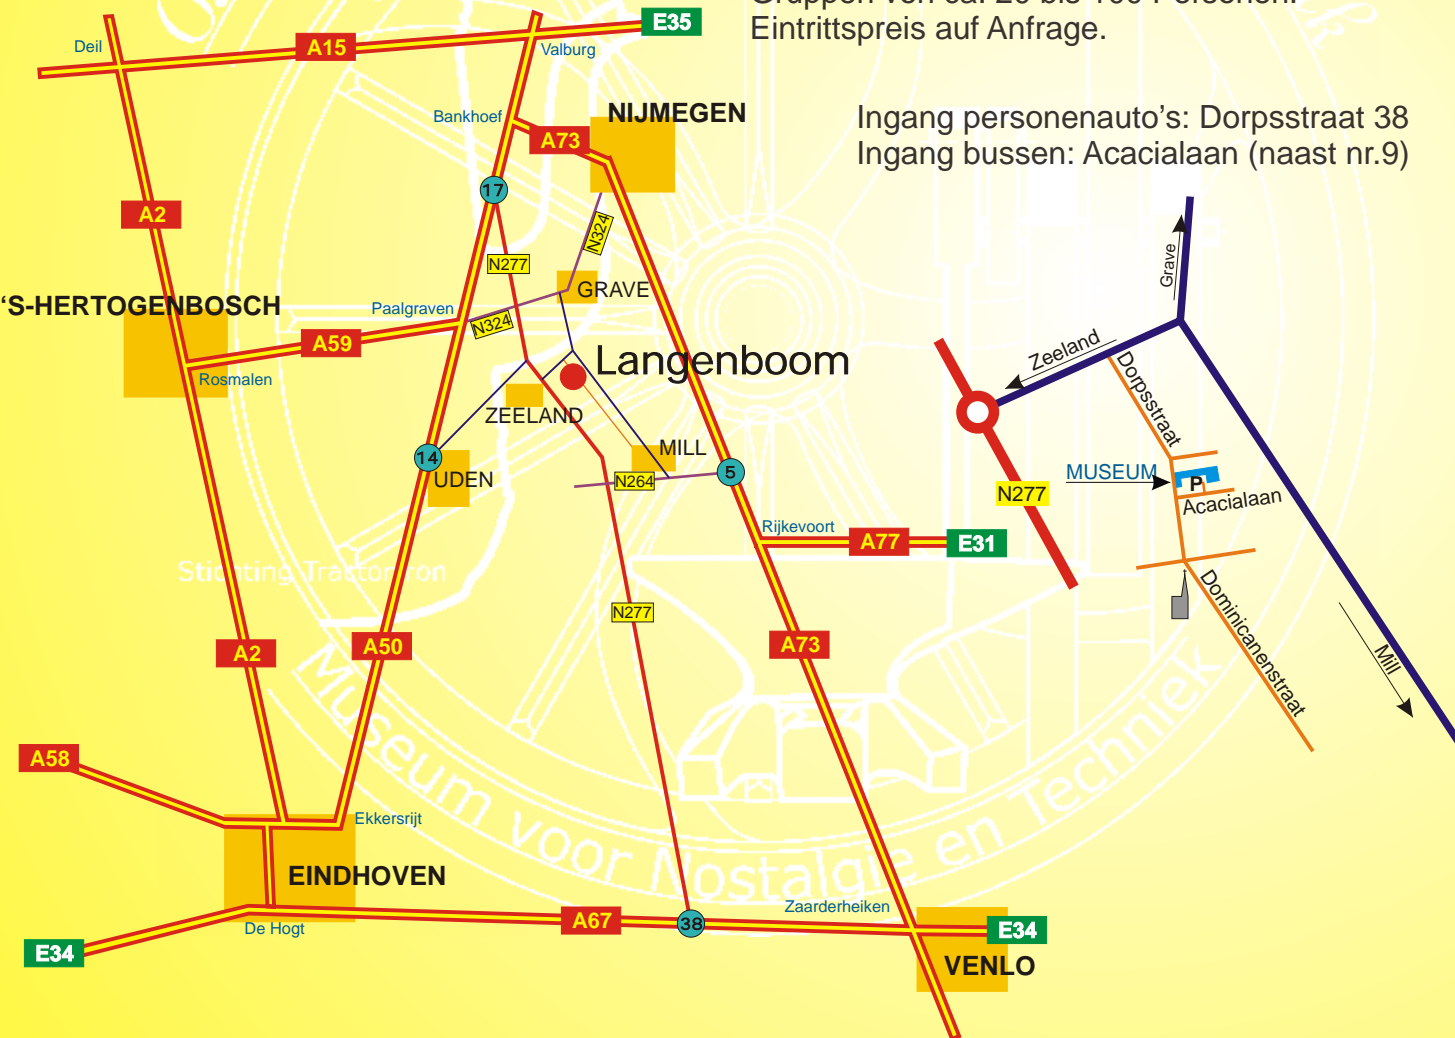 Eintrittspreis auf Anfrage.
Ingang personenauto’s: Dorpsstraat 38
Ingang bussen: Acacialaan (naast nr.9)
E35
A15
Deil
Valburg
Bankhoef
NIJMEGEN
A73
17
A2
N324
N277
GRAVE
‘S-HERTOGENBOSCH
Paalgraven
N324
A59
Rosmalen
Langenboom
ZEELAND
MILL
14
UDEN
N264
5
Rijkevoort
A77
E31
N277
A2
A50
A73
A58
Ekkersrijt
EINDHOVEN
De Hogt
E34
A67
38
Zaarderheiken
E34
VENLO
Grave
Zeeland
Dorpsstraat
MUSEUM
P
Acacialaan
N277
Dominicanenstraat
Mill
Museum voor Nostalgie en Techniek